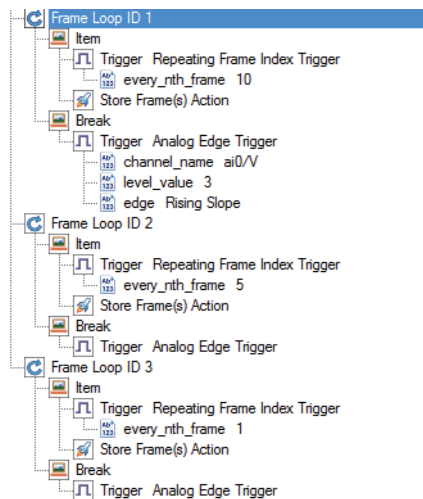 Frame Loop ID 1
Item
Trigger Repeating Frame Index Trigger
every_nth_frame 10
Store Frame(s) Action
Break
Trigger Analog Edge Trigger
channel_name ai0/V
level_value 3
edge Rising Slope
Frame Loop ID 2
Item
Trigger Repeating Frame Index Trigger
every_nth_frame 5
Store Frame(s) Action
Break
Trigger Analog Edge Trigger
Frame Loop ID 3
Item
Trigger Repeating Frame Index Trigger
every_nth_frame 1
Store Frame(s) Action
Break
Trigger Analog Edge Trigger